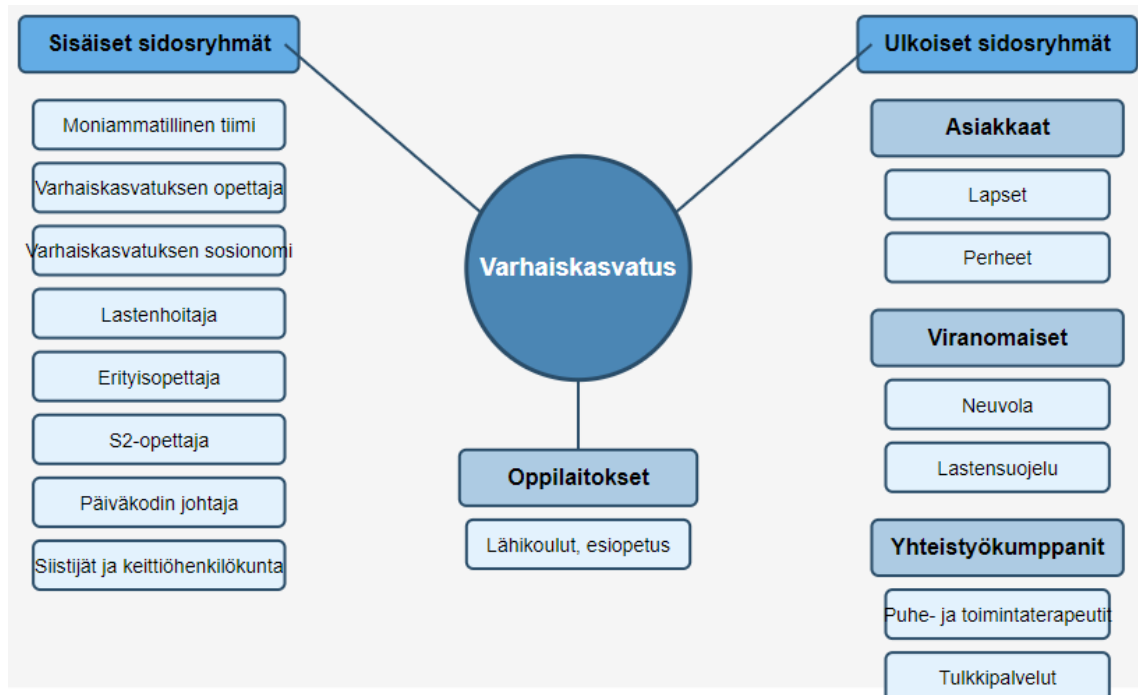 Sisäiset sidosryhmät
Moniammatillinen tiimi
Varhaiskasvatuksen opettaja
Varhaiskasvatuksen sosionomi
Lastenhoitaja
Erityisopettaja
S2-opettaja
Päiväkodin johtaja
Siistijät ja keittiöhenkilökunta
Varhaiskasvatus
Oppilaitokset
Lähikoulut, esiopetus
Ulkoiset sidosryhmät
Asiakkaat
Lapset
Perheet
Viranomaiset
Neuvola
Lastensuojelu
Yhteistyökumppanit
Puhe- ja toimintaterapeutit
Tulkkipalvelut